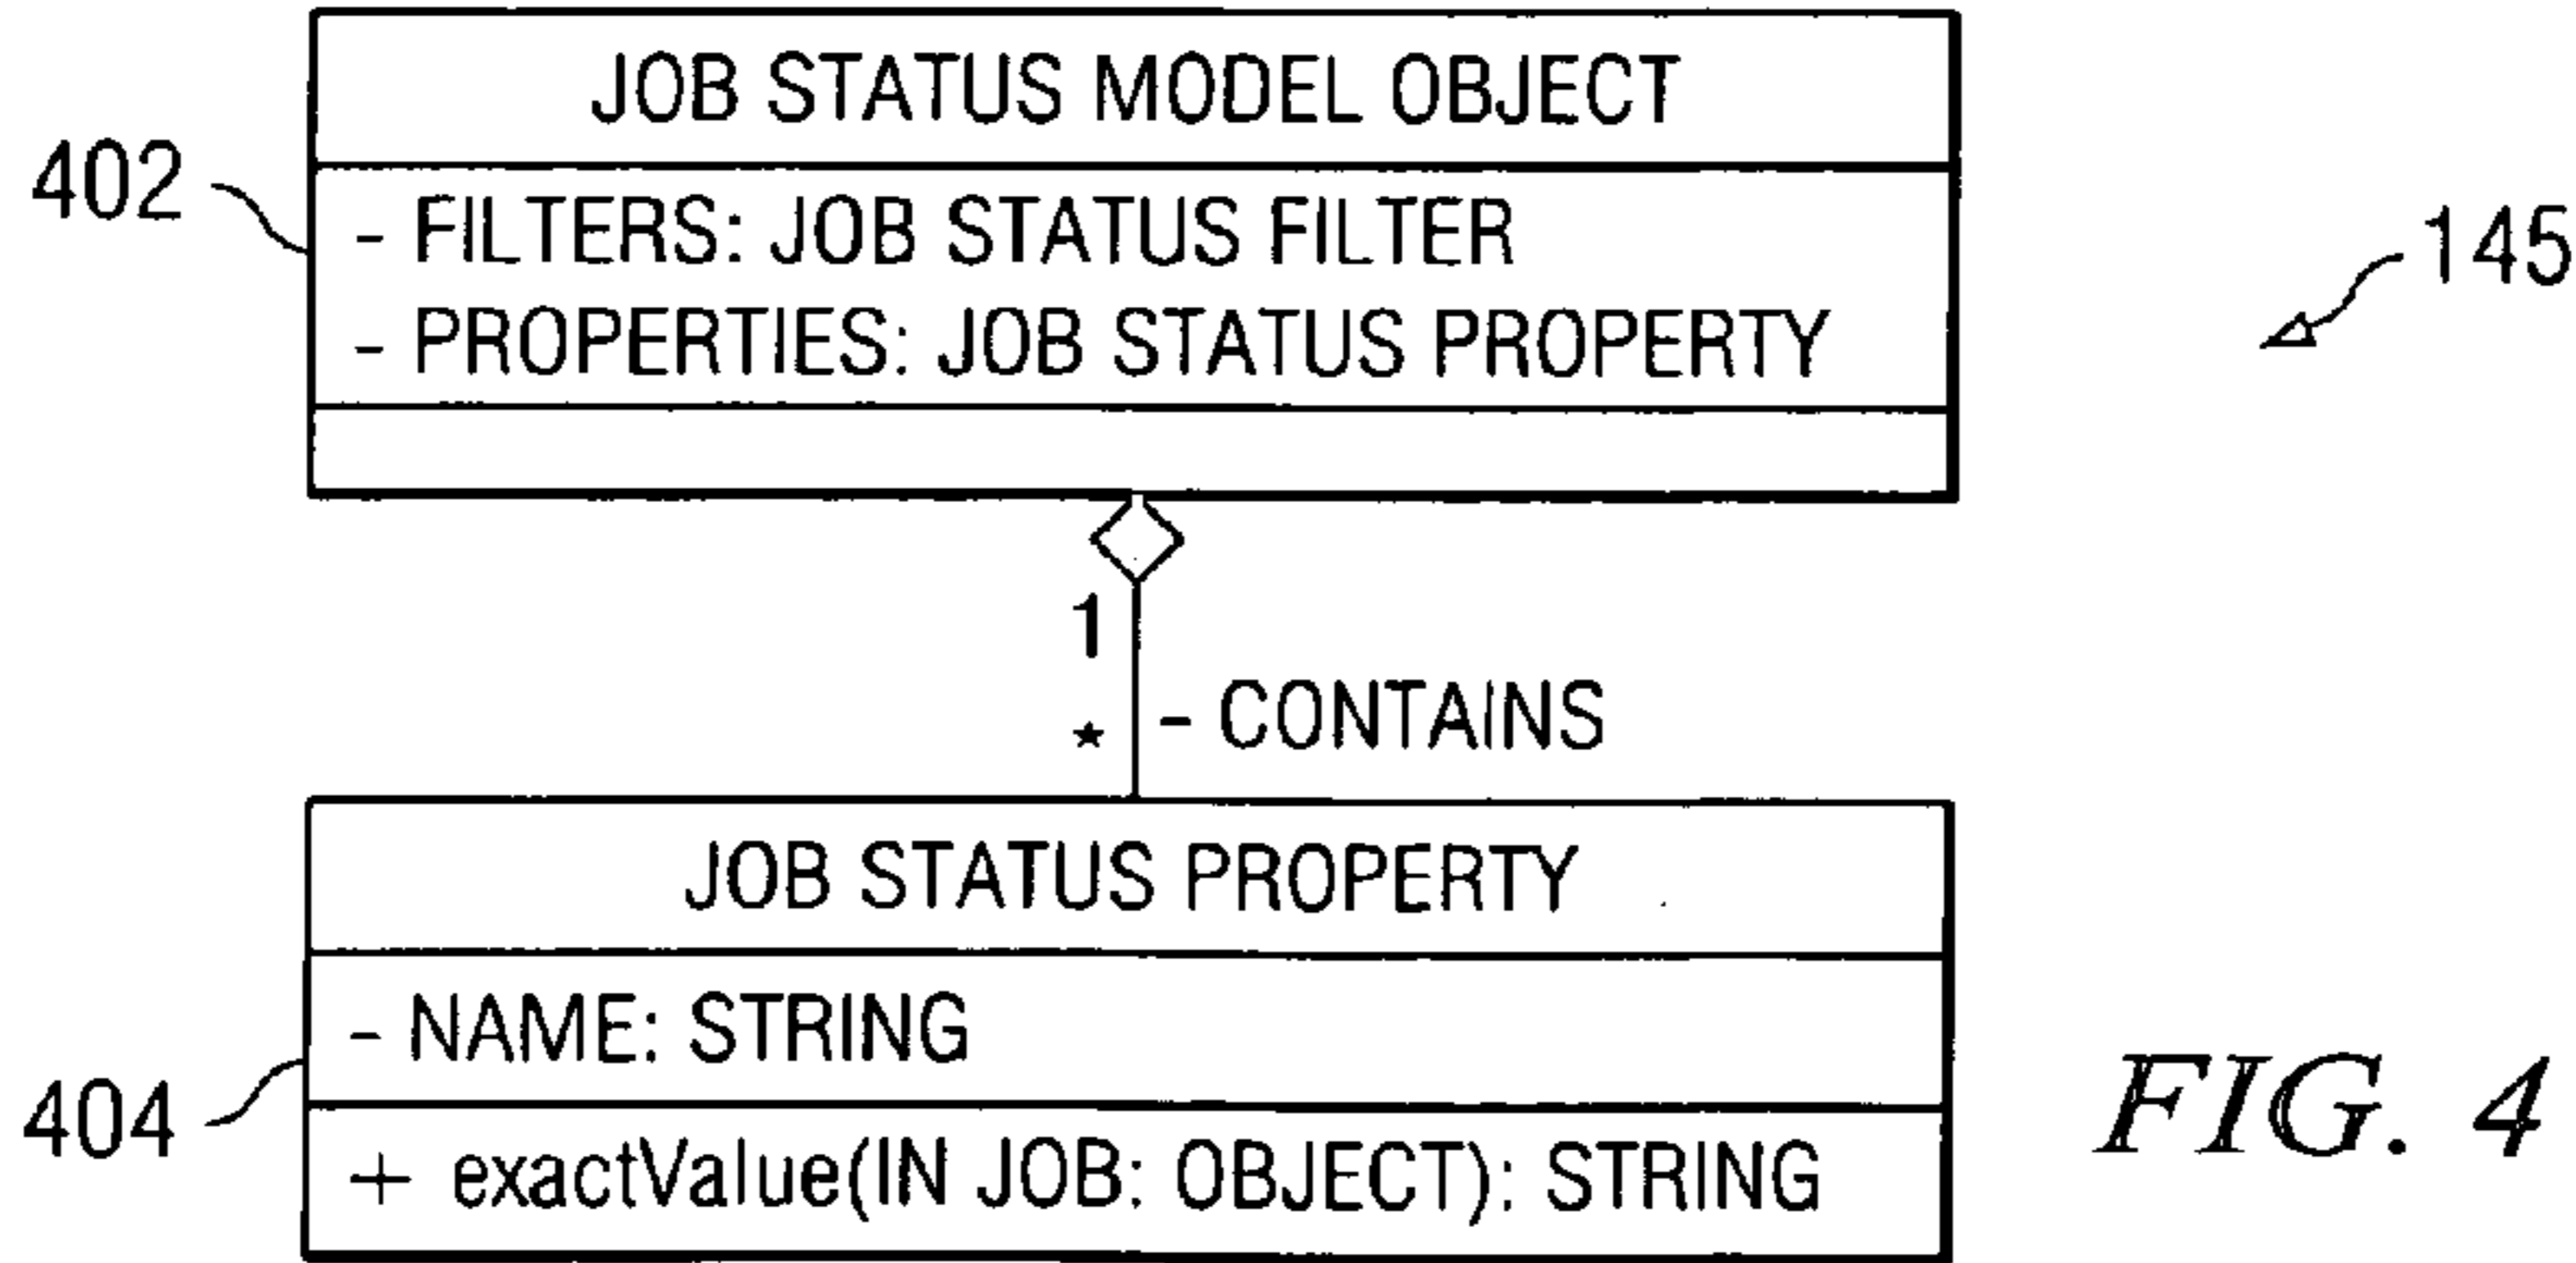 JOB STATUS MODEL OBJECT
402
- FILTERS: JOB STATUS FILTER
- PROPERTIES: JOB STATUS PROPERTY
145
1
* - CONTAINS
JOB STATUS PROPERTY
- NAME: STRING
404
+ exactValue(IN JOB: OBJECT): STRING
FIG. 4